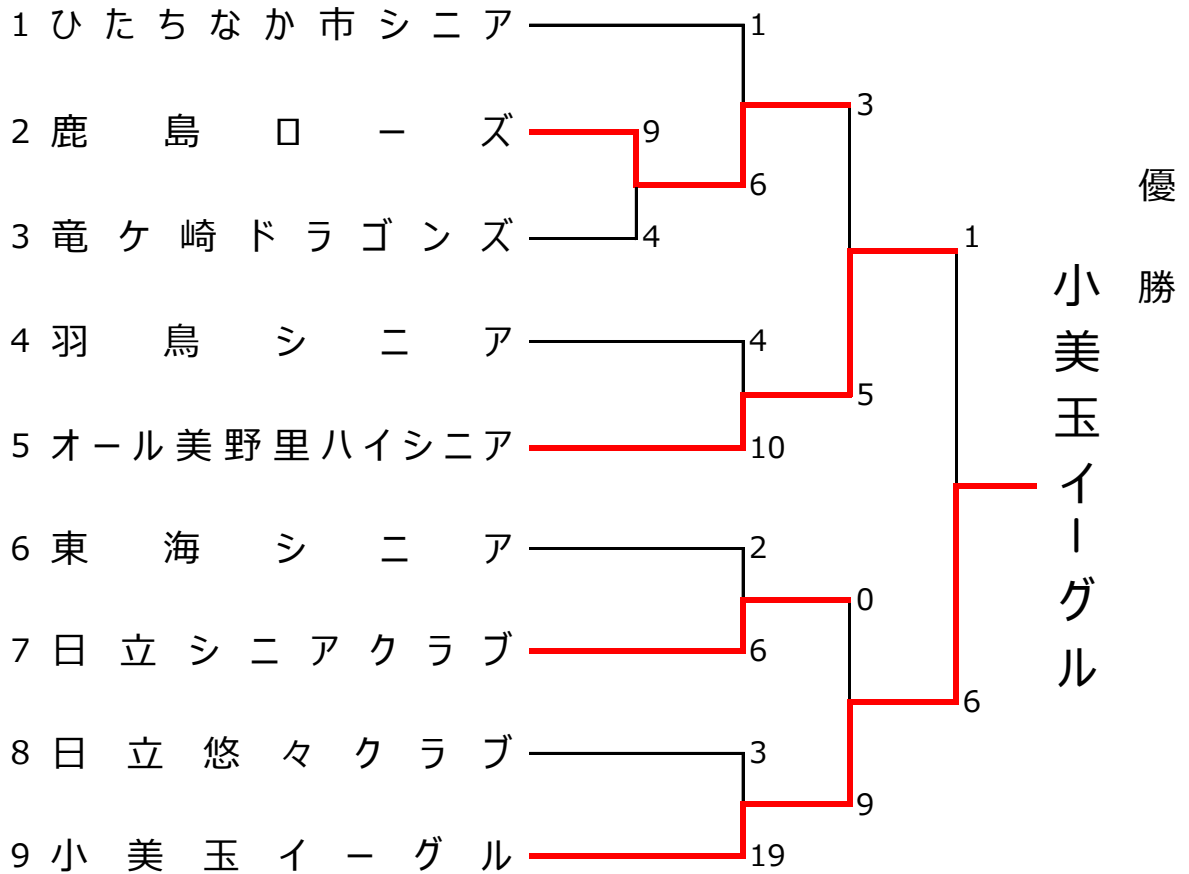 1 ひたちなか市シニア
1
3
2 鹿島ローズ
9
6
3 竜ケ崎ドラゴンズ
4
1
4 羽鳥シニア
4
5
5 オール美野里ハイシニア
10
6 東海シニア
2
0
7 日立シニアクラブ
6
6
8 日立悠々クラブ
3
9
9 小美玉イーグル
19
優勝
小美玉イーグル